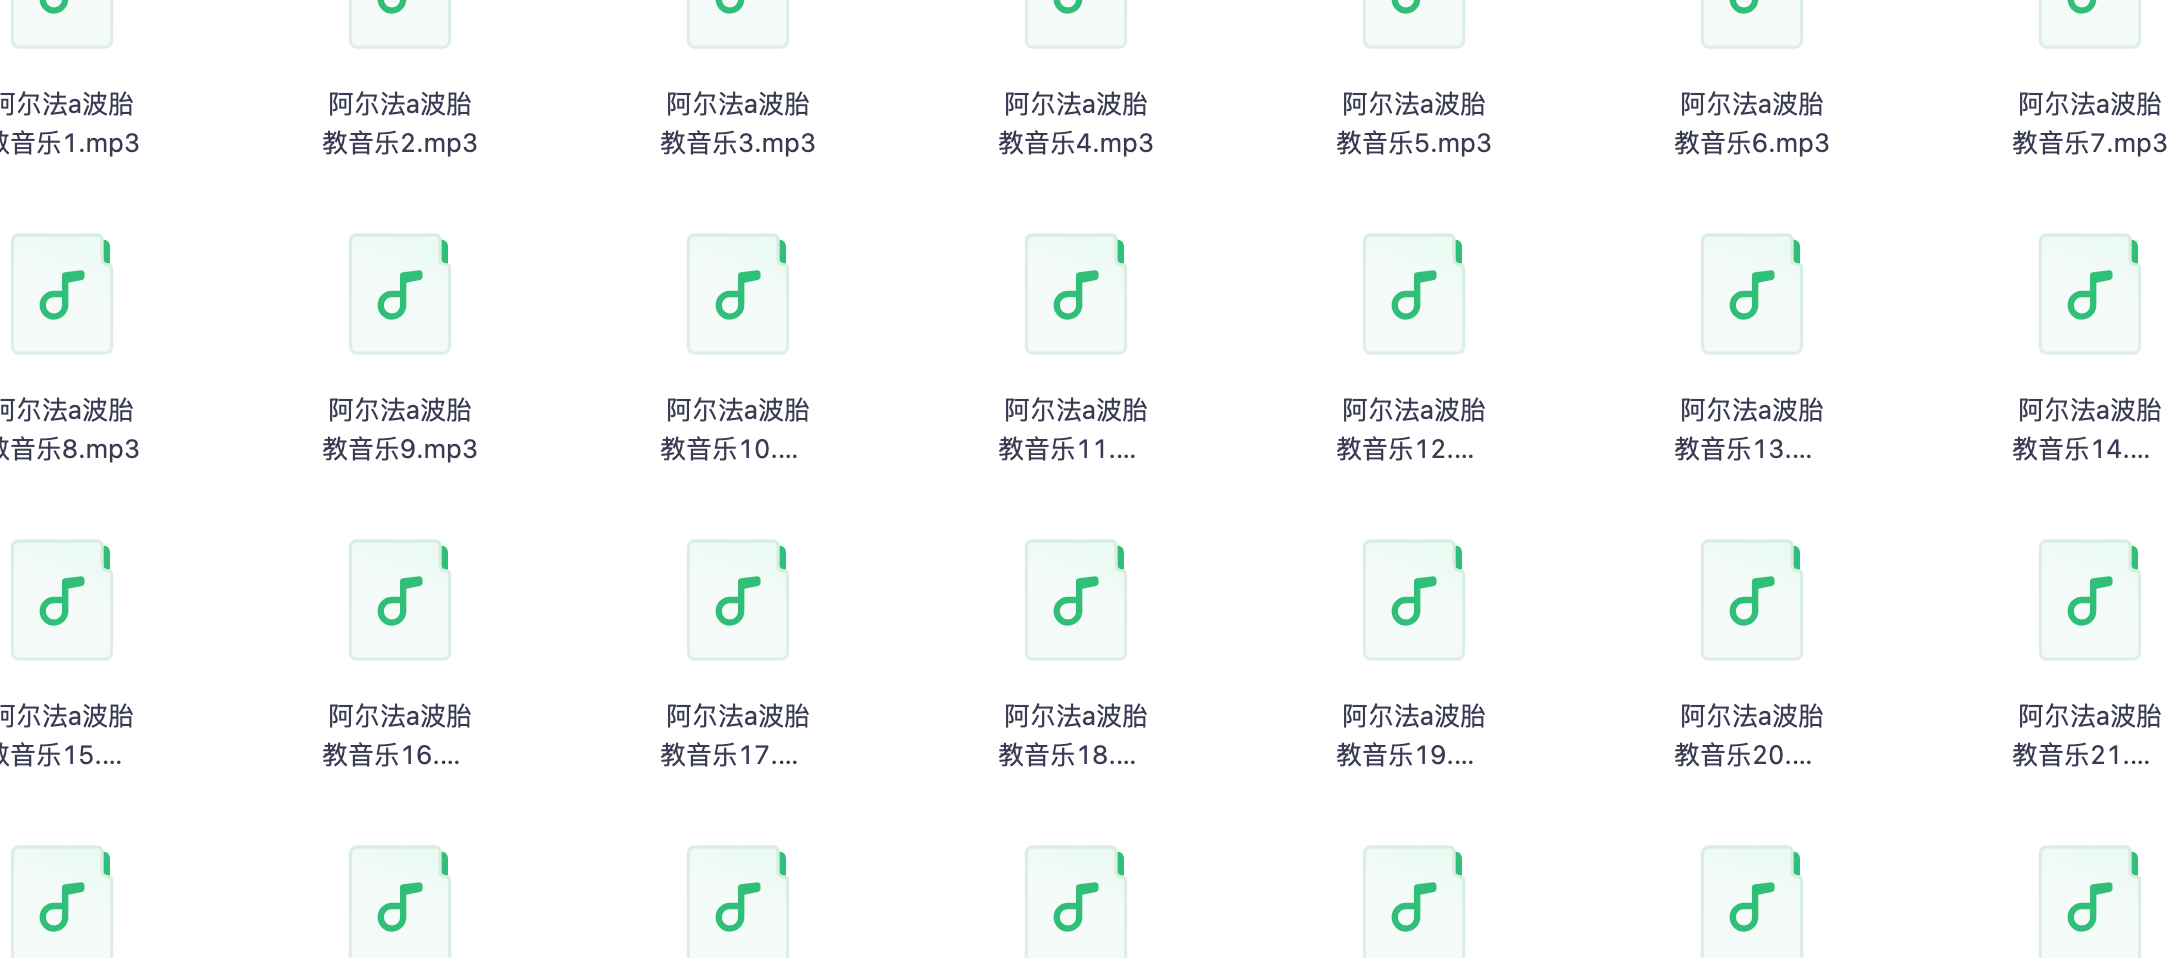 阿尔法a波胎
教音乐1.mp3
阿尔法a波胎
教音乐2.mp3
阿尔法a波胎
教音乐3.mp3
阿尔法a波胎
教音乐4.mp3
阿尔法a波胎
教音乐5.mp3
阿尔法a波胎
教音乐6.mp3
阿尔法a波胎
教音乐7.mp3
阿尔法a波胎
教音乐8.mp3
阿尔法a波胎
教音乐9.mp3
阿尔法a波胎
教音乐10....
阿尔法a波胎
教音乐11....
阿尔法a波胎
教音乐12....
阿尔法a波胎
教音乐13....
阿尔法a波胎
教音乐14....
阿尔法a波胎
教音乐15....
阿尔法a波胎
教音乐16....
阿尔法a波胎
教音乐17....
阿尔法a波胎
教音乐18....
阿尔法a波胎
教音乐19....
阿尔法a波胎
教音乐20....
阿尔法a波胎
教音乐21....